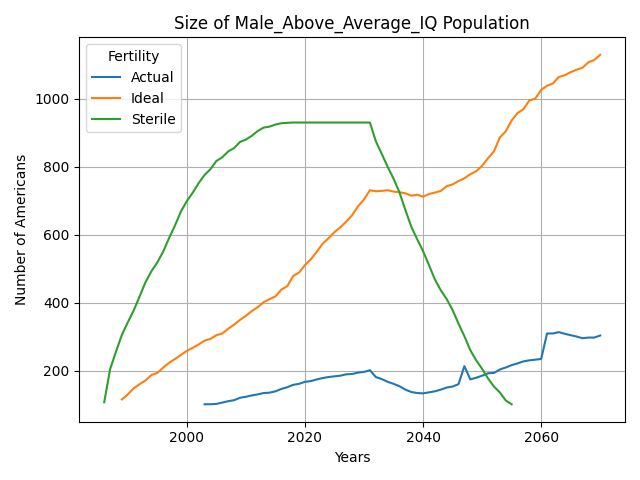 Size of Male_Above_Average_IQ Population
Fertility
Actual
Ideal
Sterile
1000
800
600
400
200
Number of Americans
2000
2020
2040
2060
Years